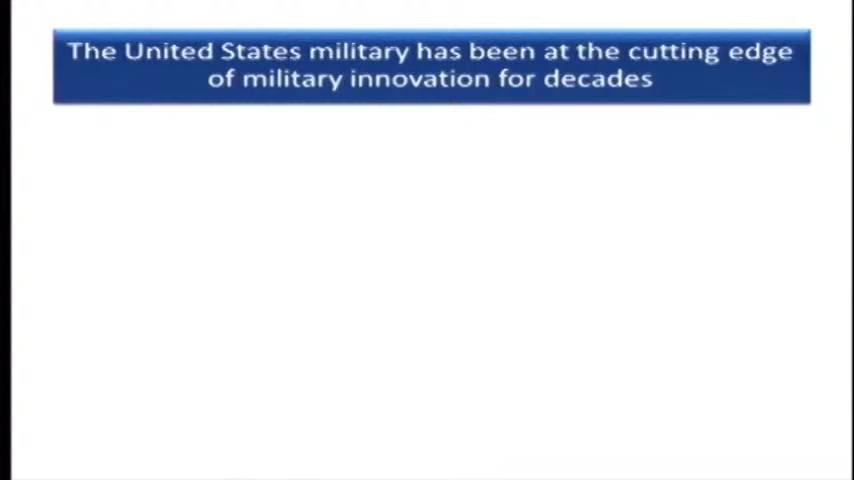 The United States military has been at the cutting edge
of military innovation for decades